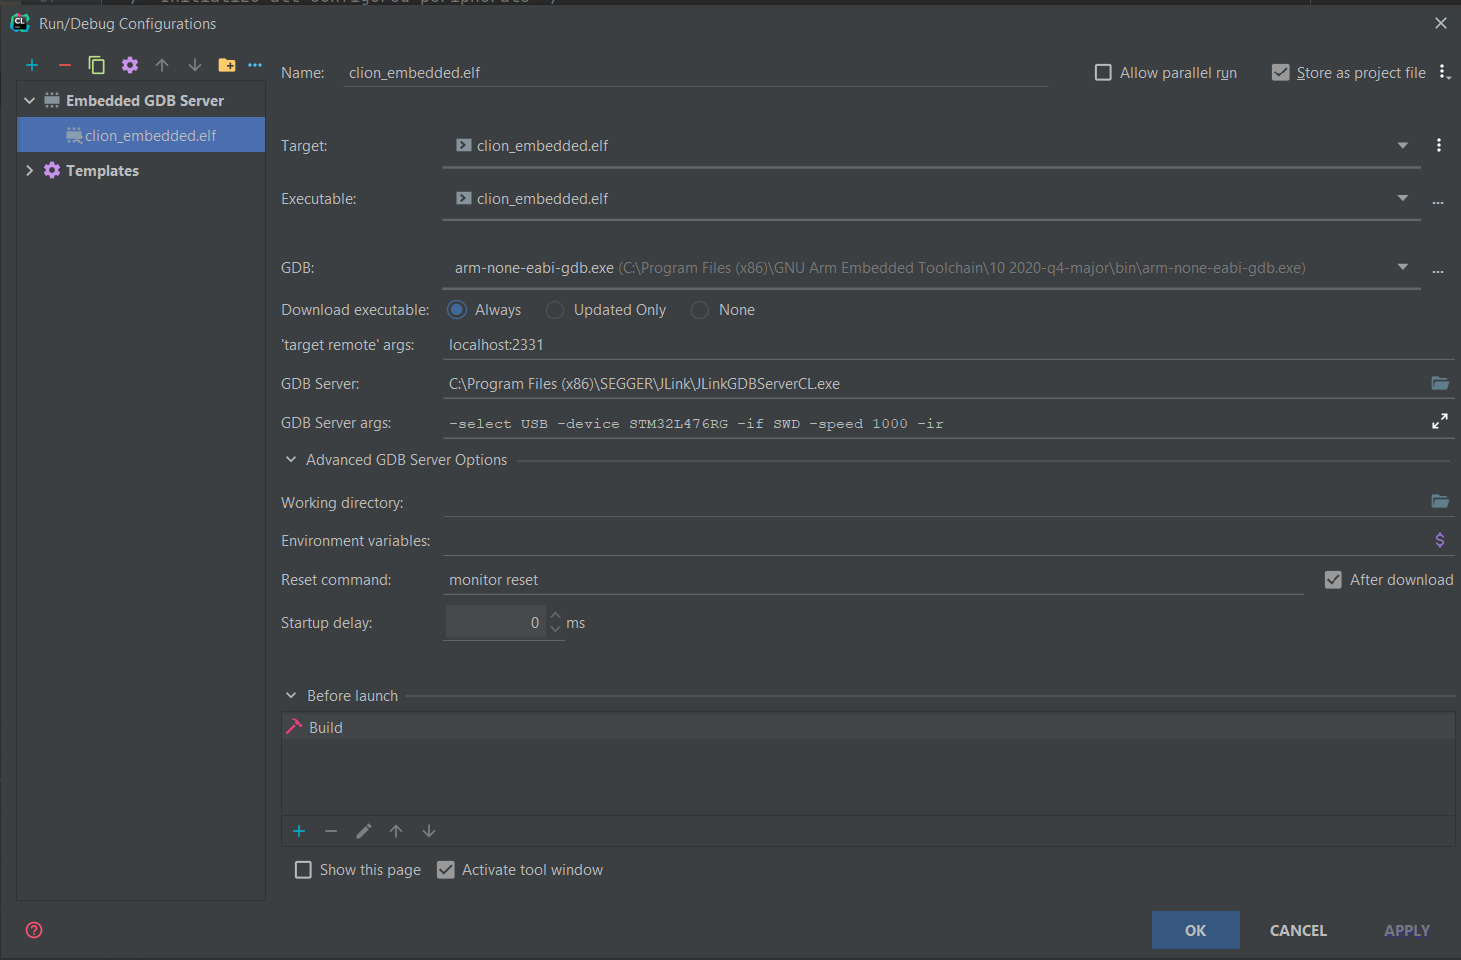 Run/Debug Configurations
Name: clion_embedded.elf
Allow parallel run
Store as project file
Embedded GDB Server
clion_embedded.elf
Templates
Target: clion_embedded.elf
Executable: clion_embedded.elf
GDB: arm-none-eabi-gdb.exe (C:\Program Files (x86)\GNU Arm Embedded Toolchain\10 2020-q4-major\bin\arm-none-eabi-gdb.exe)
Download executable: Always Updated Only None
'target remote' args: localhost:2331
GDB Server: C:\Program Files (x86)\SEGGER\JLink\JLinkGDBServerCL.exe
GDB Server args: -select USB -device STM32L476RG -if SWD -speed 1000 -ir
Advanced GDB Server Options
Working directory:
Environment variables:
Reset command: monitor reset After download
Startup delay: 0 ms
Before launch
Build
Show this page Activate tool window
OK CANCEL APPLY